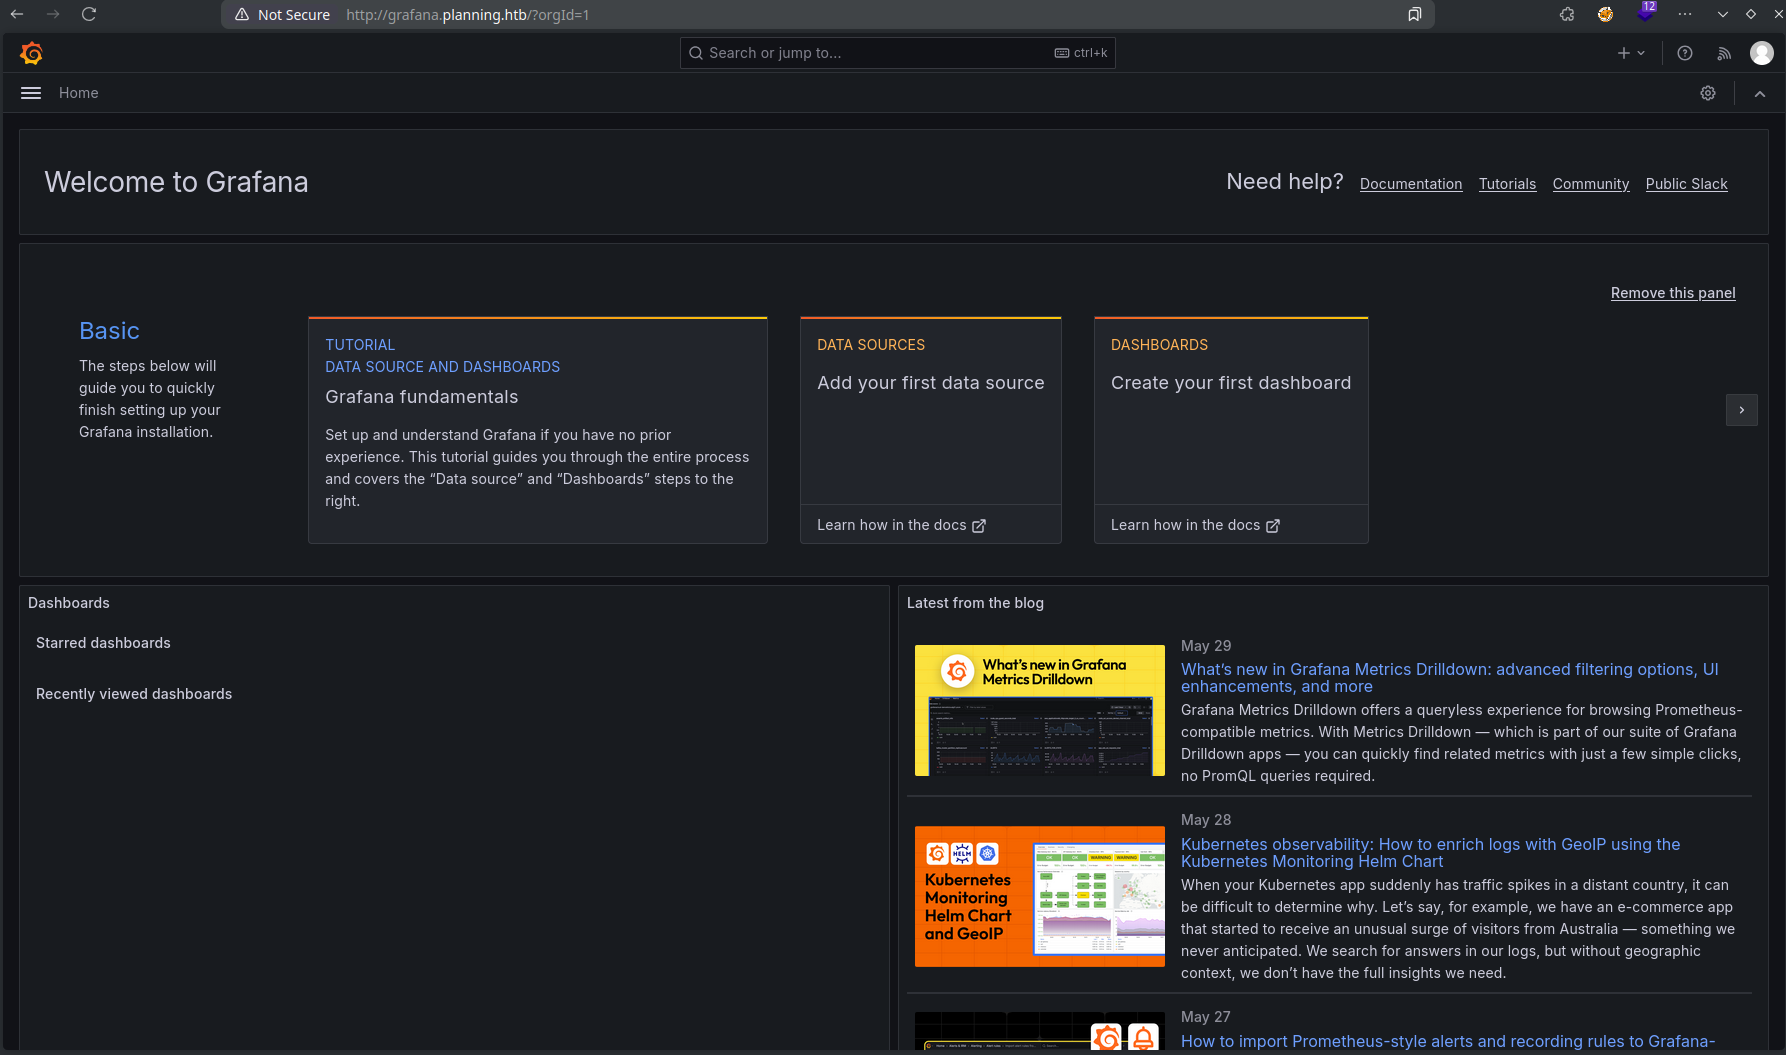 Not Secure http://grafana.planning.htb/?orgId=1
12
Search or jump to...
ctrl+k
Home
Welcome to Grafana
Need help? Documentation Tutorials Community Public Slack
Remove this panel
Basic
The steps below will
guide you to quickly
finish setting up your
Grafana installation.
TUTORIAL
DATA SOURCE AND DASHBOARDS
Grafana fundamentals
Set up and understand Grafana if you have no prior
experience. This tutorial guides you through the entire process
and covers the “Data source” and “Dashboards” steps to the
right.
DATA SOURCES
Add your first data source
Learn how in the docs
DASHBOARDS
Create your first dashboard
Learn how in the docs
Dashboards
Starred dashboards
Recently viewed dashboards
Latest from the blog
What's new in Grafana
Metrics Drilldown
May 29
What's new in Grafana Metrics Drilldown: advanced filtering options, UI
enhancements, and more
Grafana Metrics Drilldown offers a queryless experience for browsing Prometheus-
compatible metrics. With Metrics Drilldown — which is part of our suite of Grafana
Drilldown apps — you can quickly find related metrics with just a few simple clicks,
no PromQL queries required.
HELM
Kubernetes
Monitoring
Helm Chart
and GeoIP
OK OK WARNING WARNING OK
May 28
Kubernetes observability: How to enrich logs with GeoIP using the
Kubernetes Monitoring Helm Chart
When your Kubernetes app suddenly has traffic spikes in a distant country, it can
be difficult to determine why. Let's say, for example, we have an e-commerce app
that started to receive an unusual surge of visitors from Australia — something we
never anticipated. We search for answers in our logs, but without geographic
context, we don't have the full insights we need.
May 27
How to import Prometheus-style alerts and recording rules to Grafana-